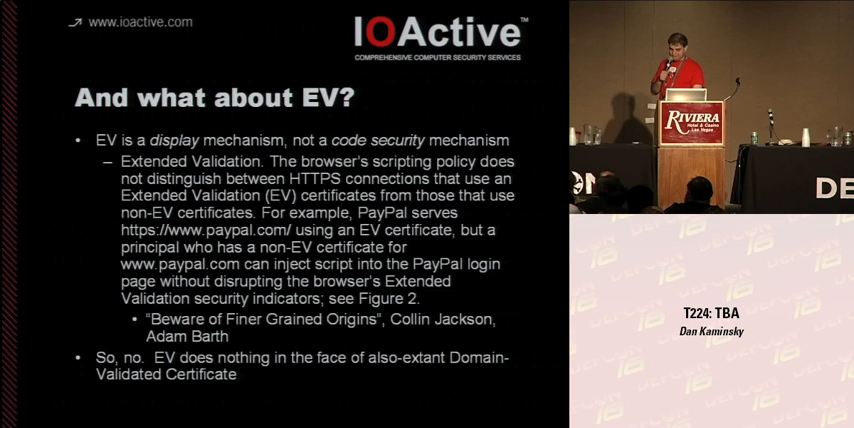 www.ioactive.com
IOActive™
COMPREHENSIVE COMPUTER SECURITY SERVICES
And what about EV?
• EV is a display mechanism, not a code security mechanism
– Extended Validation. The browser's scripting policy does
not distinguish between HTTPS connections that use an
Extended Validation (EV) certificates from those that use
non-EV certificates. For example, PayPal serves
https://www.paypal.com/ using an EV certificate, but a
principal who has a non-EV certificate for
www.paypal.com can inject script into the PayPal login
page without disrupting the browser's Extended
Validation security indicators; see Figure 2.
• "Beware of Finer Grained Origins", Collin Jackson,
Adam Barth
• So, no. EV does nothing in the face of also-extant Domain-
Validated Certificate
RIVIERA
Hotel & Casino
Las Vegas
ON
DE
T224: TBA
Dan Kaminsky